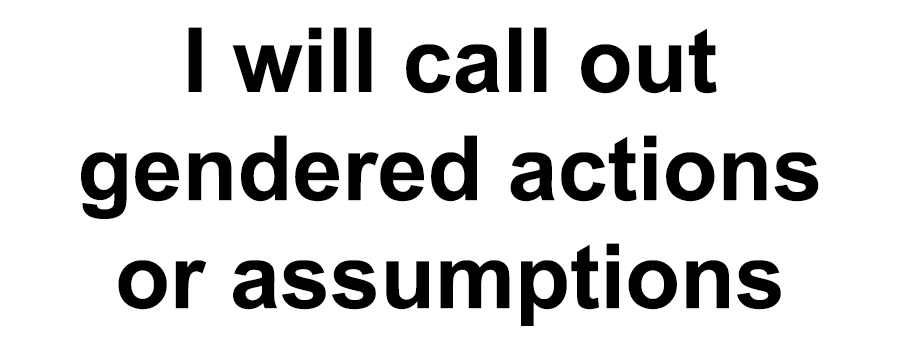 I will call out
gendered actions
or assumptions